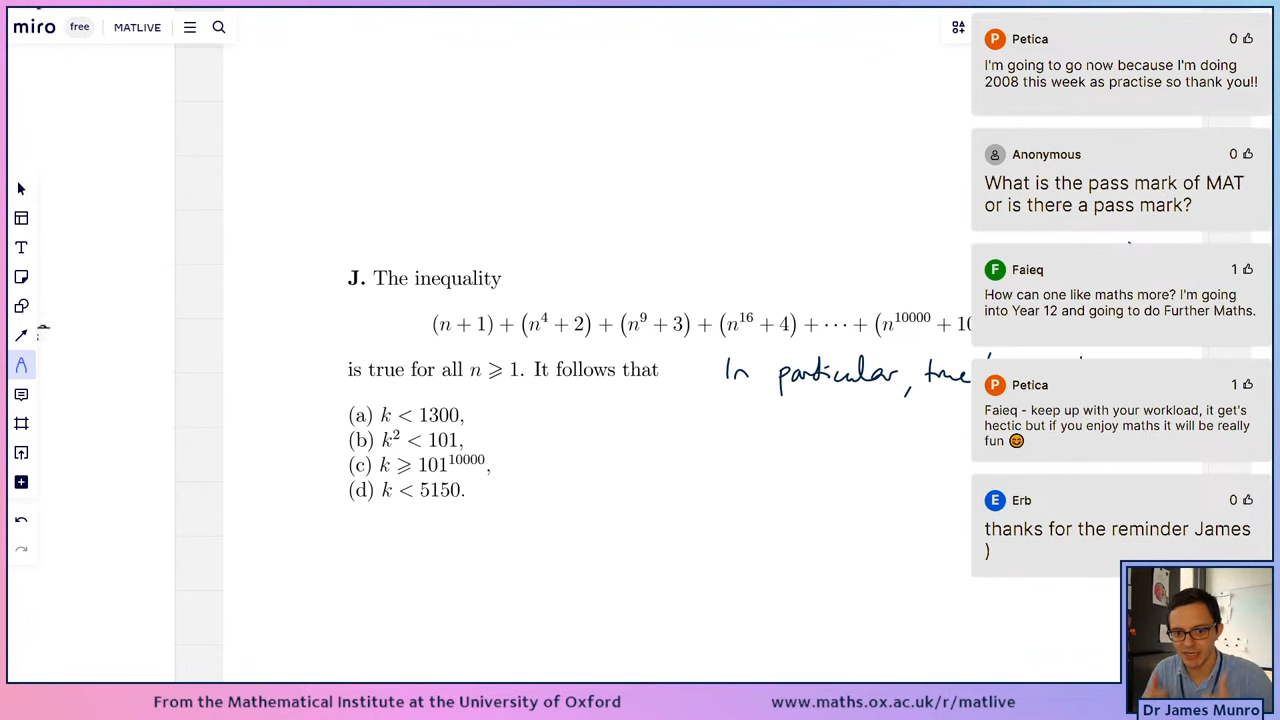 miro free MATLIVE
J. The inequality
(n + 1) + (n⁴ + 2) + (n⁹ + 3) + (n¹⁶ + 4) + ··· + (n¹⁰⁰⁰⁰ + 10
is true for all n ⩾ 1. It follows that
In particular, true
(a) k < 1300,
(b) k² < 101,
(c) k ⩾ 101¹⁰⁰⁰⁰,
(d) k < 5150.
P Petica 0
I'm going to go now because I'm doing
2008 this week as practise so thank you!!
Anonymous 0
What is the pass mark of MAT
or is there a pass mark?
F Faieq 1
How can one like maths more? I'm going
into Year 12 and going to do Further Maths.
P Petica 1
Faieq - keep up with your workload, it get's
hectic but if you enjoy maths it will be really
fun 😊
E Erb 0
thanks for the reminder James
)
From the Mathematical Institute at the University of Oxford
www.maths.ox.ac.uk/r/matlive
Dr James Munro